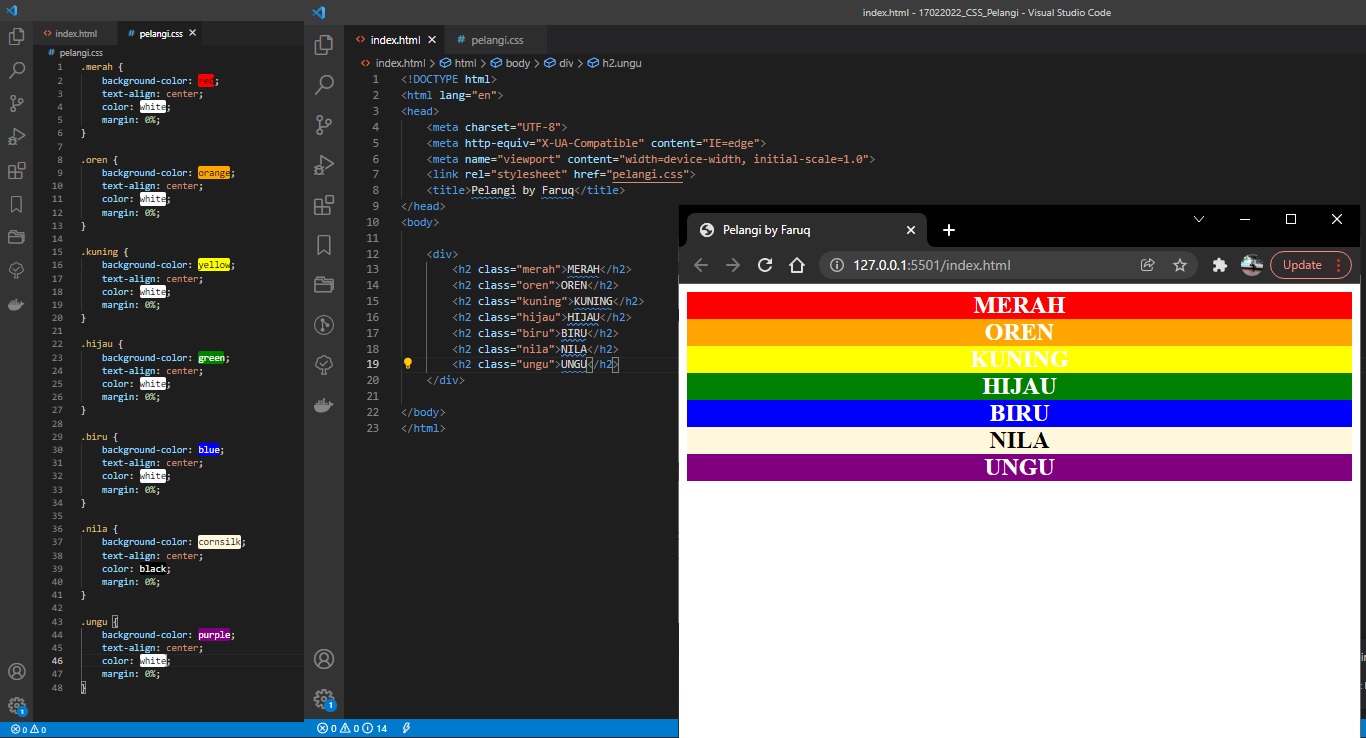 index.html - 17022022_CSS_Pelangi - Visual Studio Code
index.html
pelangi.css
pelangi.css
1 .merah {
2 background-color: red;
3 text-align: center;
4 color: white;
5 margin: 0%;
6 }
7
8 .oren {
9 background-color: orange;
10 text-align: center;
11 color: white;
12 margin: 0%;
13 }
14
15 .kuning {
16 background-color: yellow;
17 text-align: center;
18 color: white;
19 margin: 0%;
20 }
21
22 .hijau {
23 background-color: green;
24 text-align: center;
25 color: white;
26 margin: 0%;
27 }
28
29 .biru {
30 background-color: blue;
31 text-align: center;
32 color: white;
33 margin: 0%;
34 }
35
36 .nila {
37 background-color: cornsilk;
38 text-align: center;
39 color: black;
40 margin: 0%;
41 }
42
43 .ungu {
44 background-color: purple;
45 text-align: center;
46 color: white;
47 margin: 0%;
48 }
1
0 0
index.html
pelangi.css
index.html > html > body > div > h2.ungu
1 <!DOCTYPE html>
2 <html lang="en">
3 <head>
4 <meta charset="UTF-8">
5 <meta http-equiv="X-UA-Compatible" content="IE=edge">
6 <meta name="viewport" content="width=device-width, initial-scale=1.0">
7 <link rel="stylesheet" href="pelangi.css">
8 <title>Pelangi by Faruq</title>
9 </head>
10 <body>
11
12 <div>
13 <h2 class="merah">MERAH</h2>
14 <h2 class="oren">OREN</h2>
15 <h2 class="kuning">KUNING</h2>
16 <h2 class="hijau">HIJAU</h2>
17 <h2 class="biru">BIRU</h2>
18 <h2 class="nila">NILA</h2>
19 <h2 class="ungu">UNGU</h2>
20 </div>
21
22 </body>
23 </html>
1
0 0 14
Pelangi by Faruq
127.0.0.1:5501/index.html
Update
MERAH
OREN
KUNING
HIJAU
BIRU
NILA
UNGU